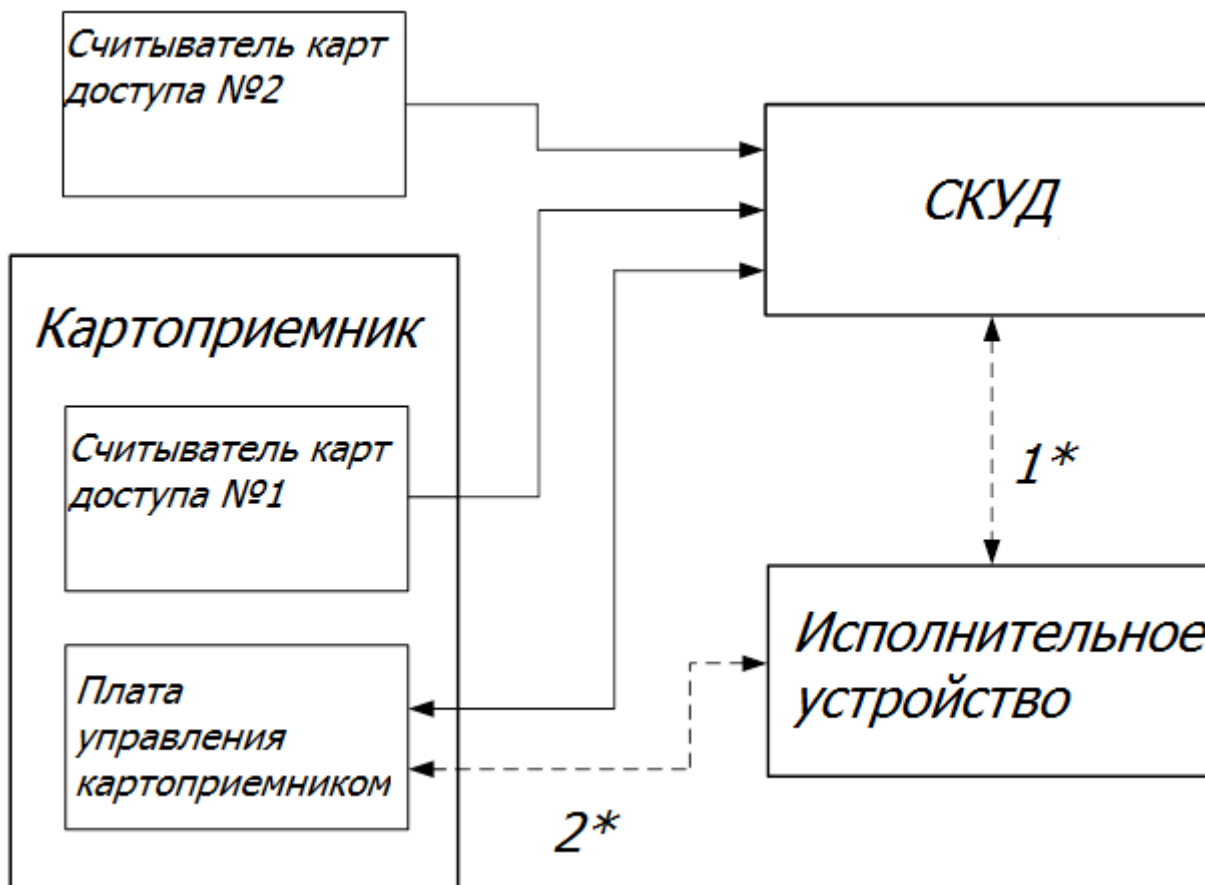 Считыватель карт
доступа №2
СКУД
Картоприемник
Считыватель карт
доступа №1
1*
Исполнительное
устройство
Плата
управления
картоприемником
2*